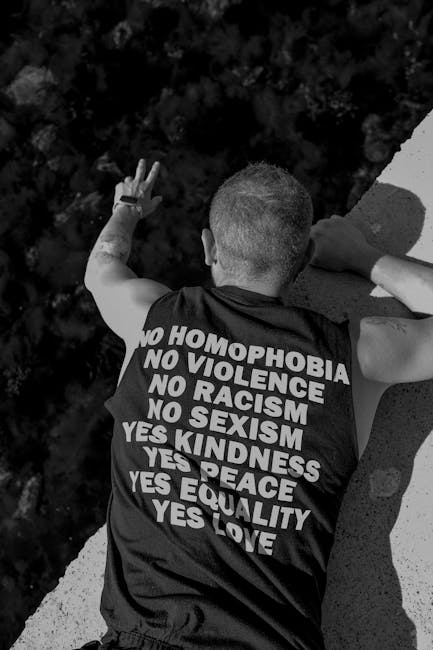 NO HOMOPHOBIA
NO VIOLENCE
NO RACISM
NO SEXISM
YES KINDNESS
YES PEACE
YES EQUALITY
YES LOVE